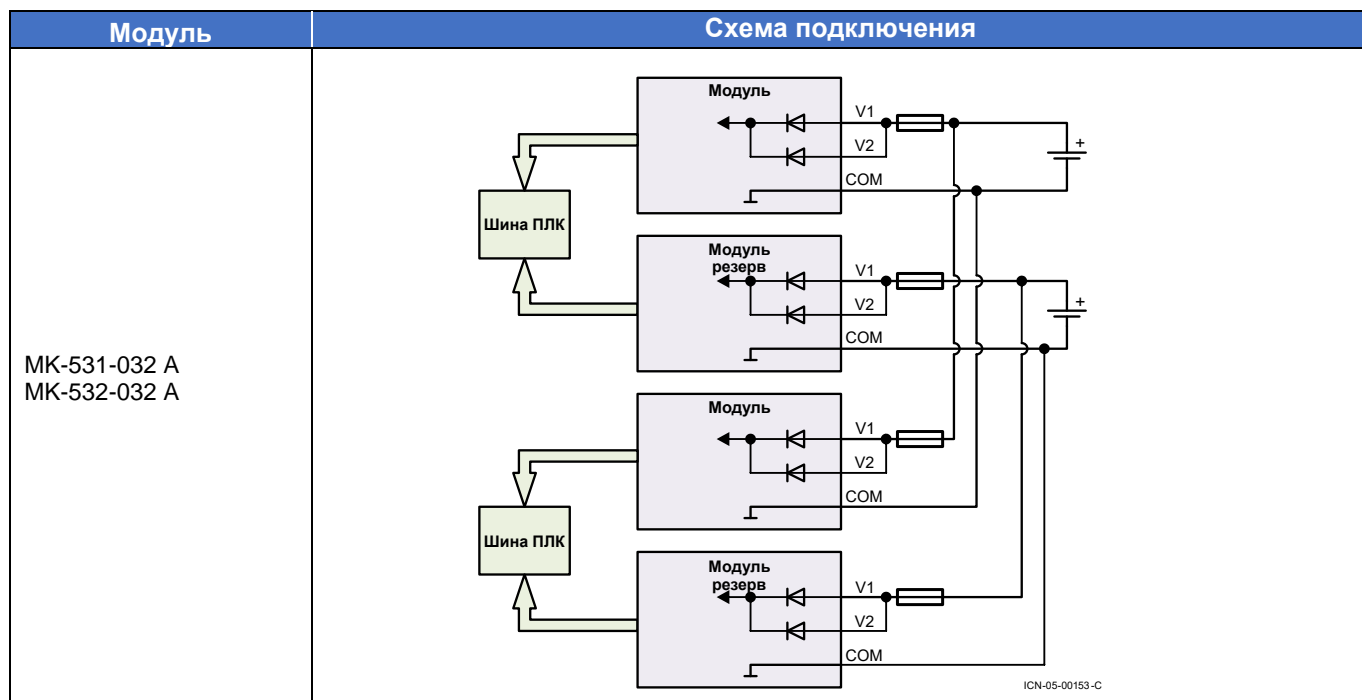 Модуль
Схема подключения
МК-531-032 А
МК-532-032 А
Модуль
V1
V2
COM
+
Шина ПЛК
Модуль
резерв
V1
V2
COM
+
Модуль
V1
V2
COM
Шина ПЛК
Модуль
резерв
V1
V2
COM
ICN-05-00153-C